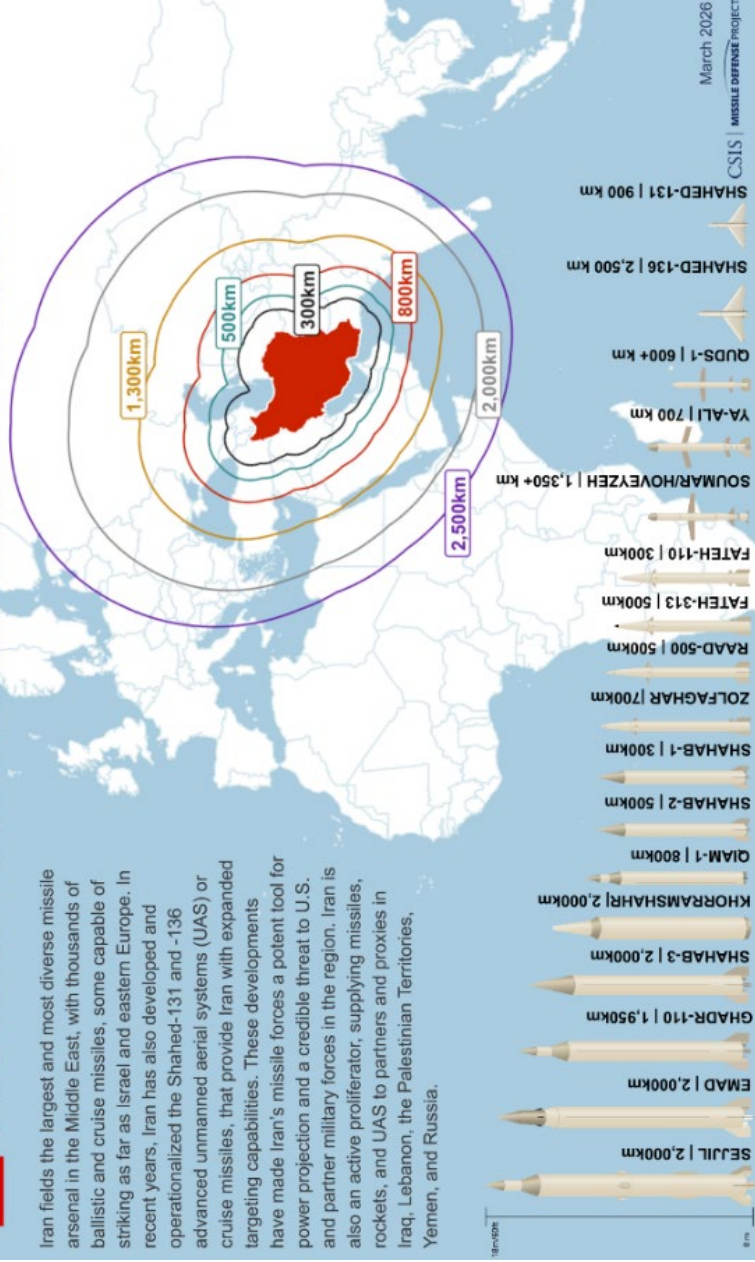 Iran fields the largest and most diverse missile
arsenal in the Middle East, with thousands of
ballistic and cruise missiles, some capable of
striking as far as Israel and eastern Europe. In
recent years, Iran has also developed and
operationalized the Shahed-131 and -136
advanced unmanned aerial systems (UAS) or
cruise missiles, that provide Iran with expanded
targeting capabilities. These developments
have made Iran's missile forces a potent tool for
power projection and a credible threat to U.S.
and partner military forces in the region. Iran is
also an active proliferator, supplying missiles,
rockets, and UAS to partners and proxies in
Iraq, Lebanon, the Palestinian Territories,
Yemen, and Russia.
1,300km
500km
300km
800km
2,000km
2,500km
18m/60ft
0 m
SEJJIL | 2,000km
EMAD | 2,000km
GHADR-110 | 1,950km
SHAHAB-3 | 2,000km
KHORRAMSHAHR| 2,000km
QIAM-1 | 800km
SHAHAB-2 | 500km
SHAHAB-1 | 300km
ZOLFAGHAR |700km
RAAD-500 | 500km
FATEH-313 | 500km
FATEH-110 | 300km
SOUMAR/HOVEYZEH | 1,350+ km
YA-ALI | 700 km
QUDS-1 | 600+ km
SHAHED-136 | 2,500 km
SHAHED-131 | 900 km
March 2026
CSIS | MISSILE DEFENSE PROJECT